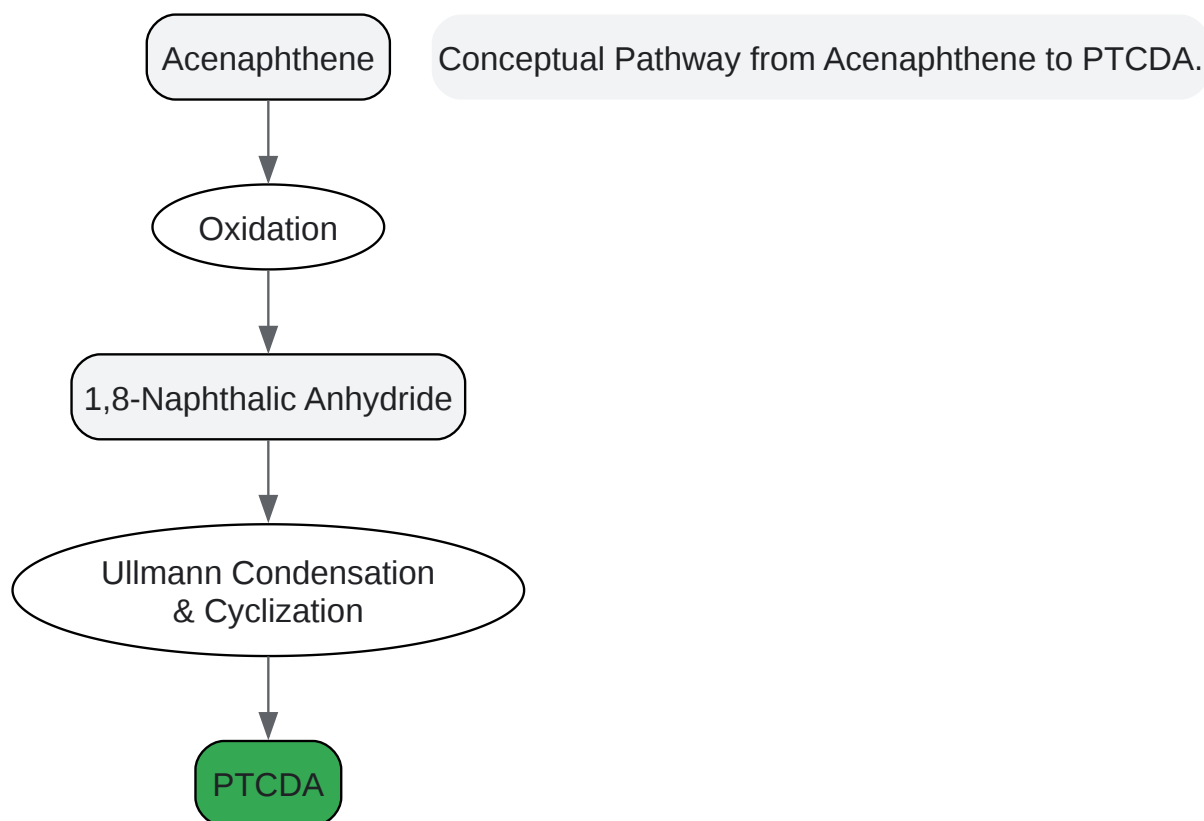 Acenaphthene
Conceptual Pathway from Acenaphthene to PTCDA.
Oxidation
1,8-Naphthalic Anhydride
Ullmann Condensation
& Cyclization
PTCDA